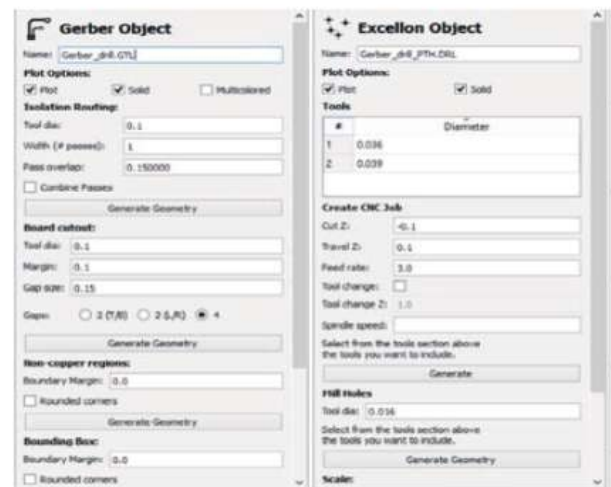 Gerber Object
Name: Gerber_drill.GTL
Plot Options:
Plot Solid Multicolored
Isolation Routing:
Tool dia: 0.1
Width (# passes): 1
Pass overlap: 0.150000
Combine Passes
Generate Geometry
Board cutout:
Tool dia: 0.1
Margin: 0.1
Gap size: 0.15
Gaps: 2 (T/B) 2 (L/R) 4
Generate Geometry
Non-copper regions:
Boundary Margin: 0.0
Rounded corners
Generate Geometry
Bounding Box:
Boundary Margin: 0.0
Rounded corners
Excellon Object
Name: Gerber_drill_PTH.DRL
Plot Options:
Plot Solid
Tools
# Diameter
1 0.036
2 0.039
Create CNC Job
Cut Z: -0.1
Travel Z: 0.1
Feed rate: 3.0
Tool change:
Tool change Z: 1.0
Spindle speed:
Select from the tools section above
the tools you want to include.
Generate
Mill Holes
Tool dia: 0.016
Select from the tools section above
the tools you want to include.
Generate Geometry
Scale: